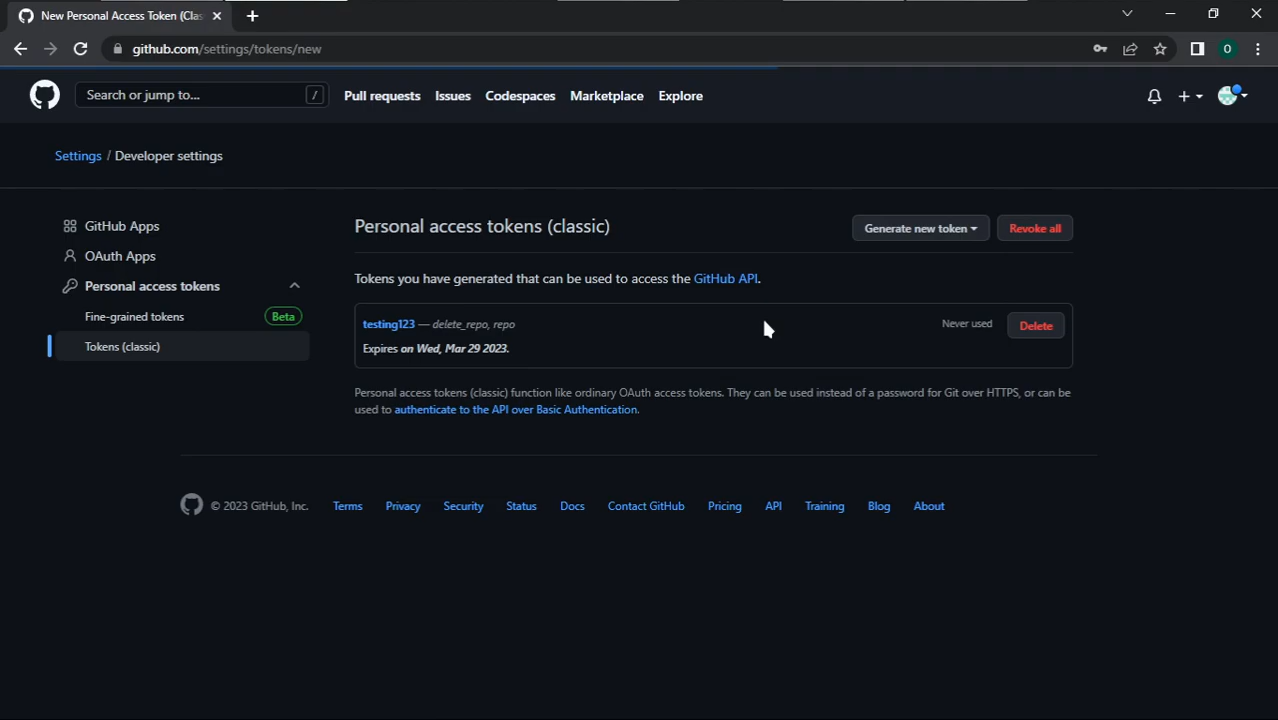 New Personal Access Token (Clas
github.com/settings/tokens/new
O
Search or jump to... /
Pull requests Issues Codespaces Marketplace Explore
Settings / Developer settings
GitHub Apps
OAuth Apps
Personal access tokens
Fine-grained tokens Beta
Tokens (classic)
Personal access tokens (classic)
Generate new token
Revoke all
Tokens you have generated that can be used to access the GitHub API.
testing123 — delete_repo, repo
Never used
Delete
Expires on Wed, Mar 29 2023.
Personal access tokens (classic) function like ordinary OAuth access tokens. They can be used instead of a password for Git over HTTPS, or can be
used to authenticate to the API over Basic Authentication.
© 2023 GitHub, Inc. Terms Privacy Security Status Docs Contact GitHub Pricing API Training Blog About